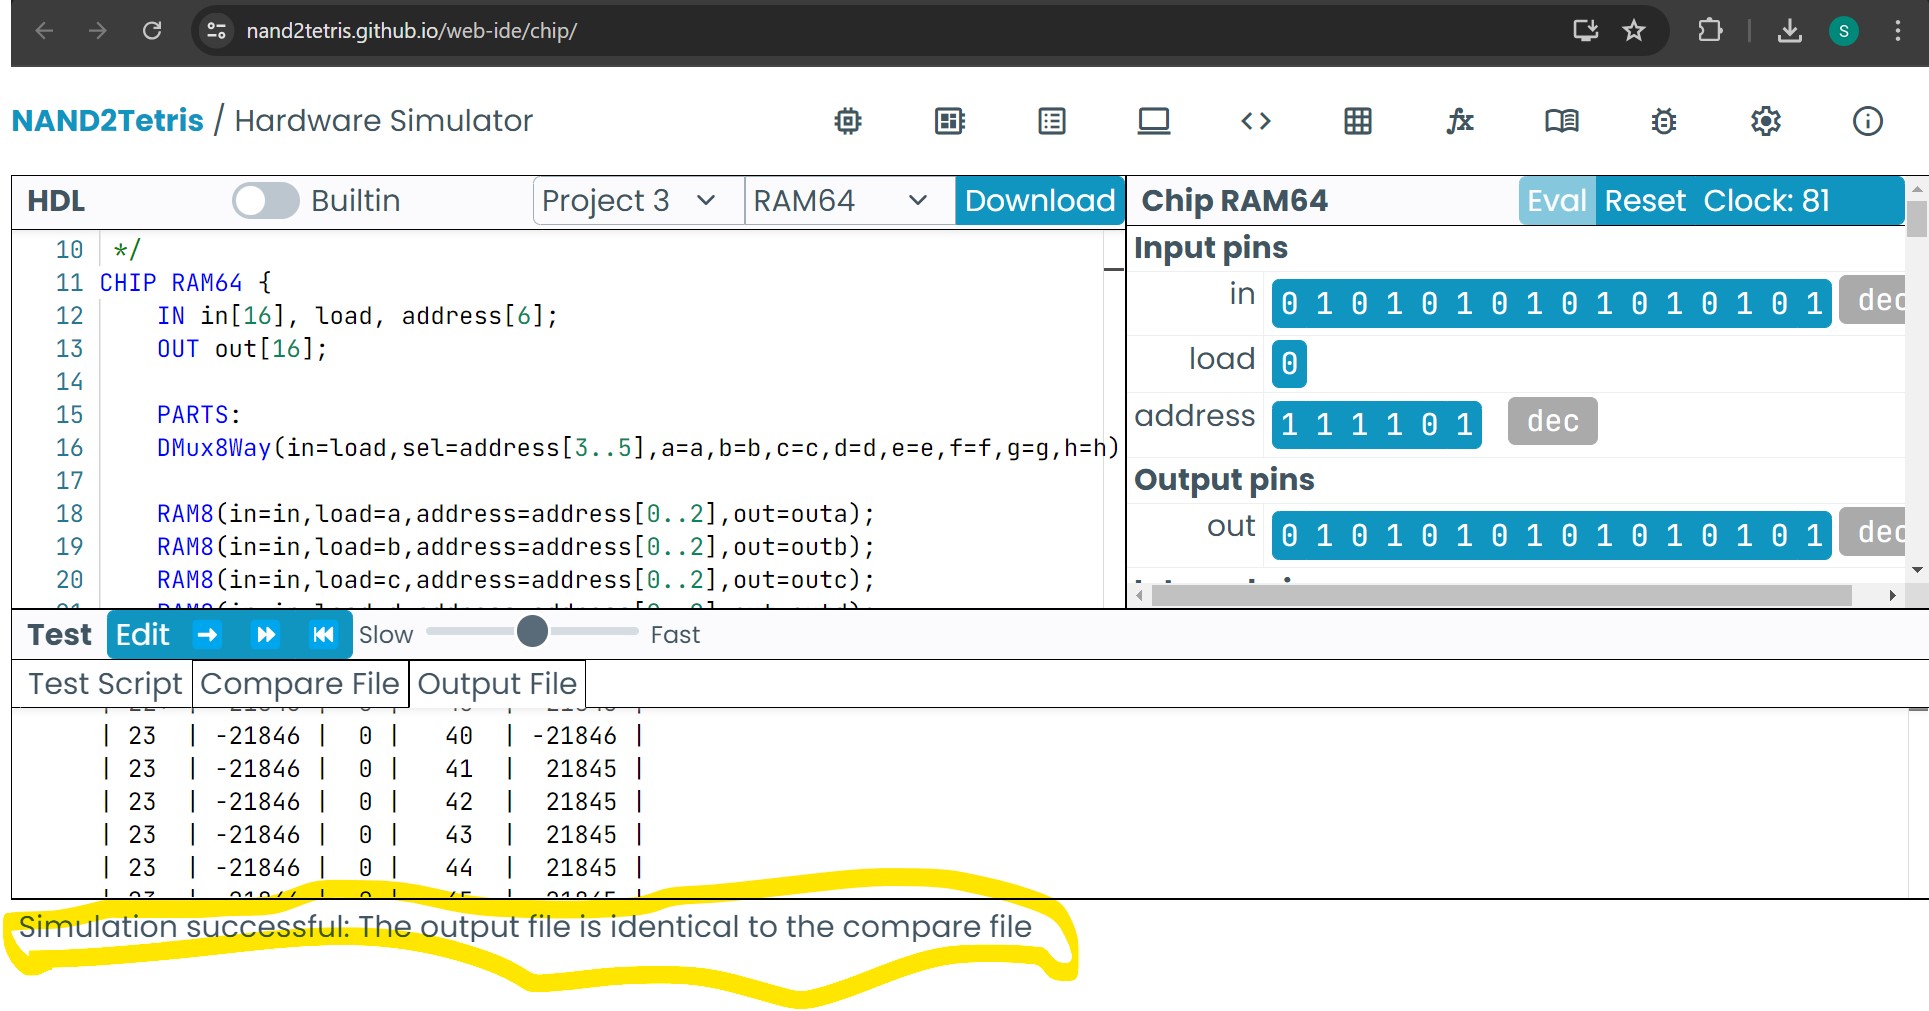 nand2tetris.github.io/web-ide/chip/
S
NAND2Tetris / Hardware Simulator
HDL Builtin Project 3 RAM64 Download
10 */
11 CHIP RAM64 {
12 IN in[16], load, address[6];
13 OUT out[16];
14
15 PARTS:
16 DMux8Way(in=load,sel=address[3..5],a=a,b=b,c=c,d=d,e=e,f=f,g=g,h=h)
17
18 RAM8(in=in,load=a,address=address[0..2],out=outa);
19 RAM8(in=in,load=b,address=address[0..2],out=outb);
20 RAM8(in=in,load=c,address=address[0..2],out=outc);
Chip RAM64 Eval Reset Clock: 81
Input pins
in 0 1 0 1 0 1 0 1 0 1 0 1 0 1 0 1 dec
load 0
address 1 1 1 1 0 1 dec
Output pins
out 0 1 0 1 0 1 0 1 0 1 0 1 0 1 0 1 dec
Test Edit Slow Fast
Test Script Compare File Output File
| 23 | -21846 | 0 | 40 | -21846 |
| 23 | -21846 | 0 | 41 | 21845 |
| 23 | -21846 | 0 | 42 | 21845 |
| 23 | -21846 | 0 | 43 | 21845 |
| 23 | -21846 | 0 | 44 | 21845 |
Simulation successful: The output file is identical to the compare file